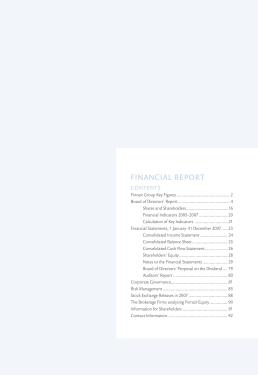 FINANCIAL REPORT
CONTENTS
Finnair Group Key Figures 2
Board of Directors' Report 4
Shares and Shareholders 16
Financial Indicators 2005–2007 20
Calculation of Key Indicators 21
Financial Statements, 1 January–31 December 2007 23
Consolidated Income Statement 24
Consolidated Balance Sheet 25
Consolidated Cash Flow Statement 26
Shareholders' Equity 28
Notes to the Financial Statements 29
Board of Directors' Proposal on the Dividend 79
Auditors' Report 80
Corporate Governance 81
Risk Management 85
Stock Exchange Releases in 2007 88
The Brokerage Firms analysing Finnair Equity 90
Information for Shareholders 91
Contact Information 92